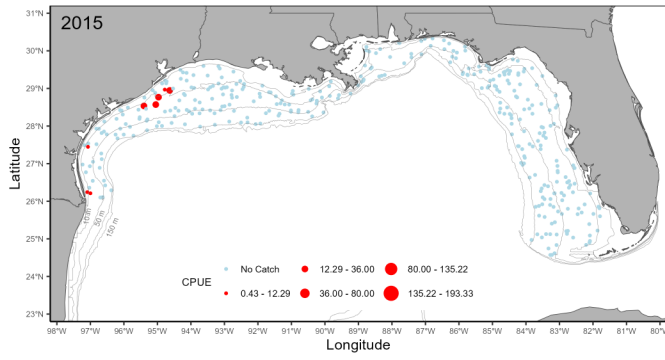 2015
31°N
30°N
29°N
28°N
27°N
26°N
25°N
24°N
23°N
Latitude
10 m
50 m
150 m
CPUE
No Catch
12.29 - 36.00
80.00 - 135.22
0.43 - 12.29
36.00 - 80.00
135.22 - 193.33
98°W 97°W 96°W 95°W 94°W 93°W 92°W 91°W 90°W 89°W 88°W 87°W 86°W 85°W 84°W 83°W 82°W 81°W 80°W
Longitude